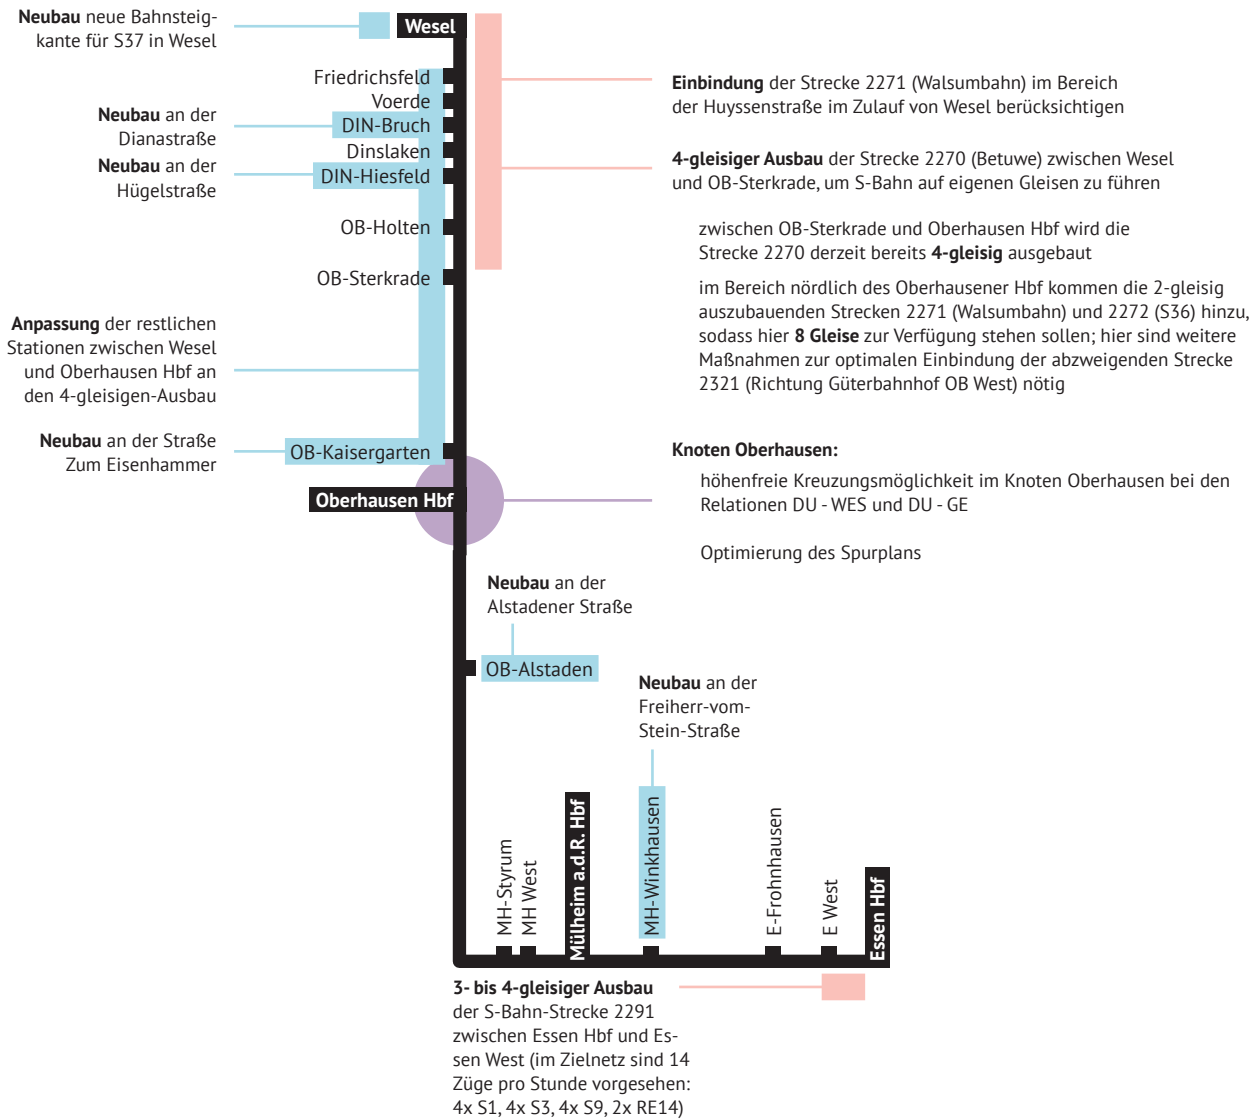 Neubau neue Bahnsteig-
kante für S37 in Wesel
Wesel
Friedrichsfeld
Voerde
DIN-Bruch
Dinslaken
DIN-Hiesfeld
OB-Holten
OB-Sterkrade
Neubau an der
Dianastraße
Neubau an der
Hügelstraße
Anpassung der restlichen
Stationen zwischen Wesel
und Oberhausen Hbf an
den 4-gleisigen-Ausbau
Neubau an der Straße
Zum Eisenhammer
OB-Kaisergarten
Oberhausen Hbf
Einbindung der Strecke 2271 (Walsumbahn) im Bereich
der Huyssenstraße im Zulauf von Wesel berücksichtigen
4-gleisiger Ausbau der Strecke 2270 (Betuwe) zwischen Wesel
und OB-Sterkrade, um S-Bahn auf eigenen Gleisen zu führen
zwischen OB-Sterkrade und Oberhausen Hbf wird die
Strecke 2270 derzeit bereits 4-gleisig ausgebaut
im Bereich nördlich des Oberhausener Hbf kommen die 2-gleisig
auszubauenden Strecken 2271 (Walsumbahn) und 2272 (S36) hinzu,
sodass hier 8 Gleise zur Verfügung stehen sollen; hier sind weitere
Maßnahmen zur optimalen Einbindung der abzweigenden Strecke
2321 (Richtung Güterbahnhof OB West) nötig
Knoten Oberhausen:
höhenfreie Kreuzungsmöglichkeit im Knoten Oberhausen bei den
Relationen DU - WES und DU - GE
Optimierung des Spurplans
Neubau an der
Alstadener Straße
OB-Alstaden
Neubau an der
Freiherr-vom-
Stein-Straße
MH-Styrum
MH West
Mülheim a.d.R. Hbf
MH-Winkhausen
E-Frohnhausen
E West
Essen Hbf
3- bis 4-gleisiger Ausbau
der S-Bahn-Strecke 2291
zwischen Essen Hbf und Es-
sen West (im Zielnetz sind 14
Züge pro Stunde vorgesehen:
4x S1, 4x S3, 4x S9, 2x RE14)